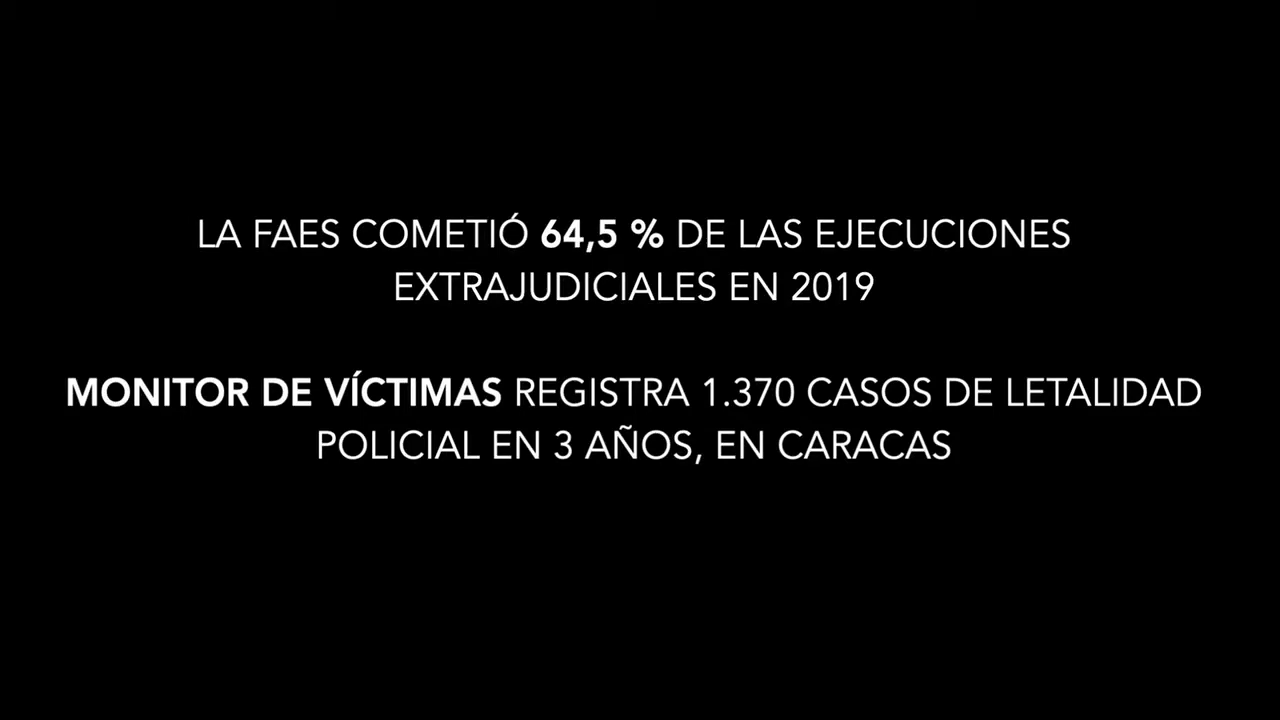 LA FAES COMETIÓ 64,5 % DE LAS EJECUCIONES
EXTRAJUDICIALES EN 2019
MONITOR DE VÍCTIMAS REGISTRA 1.370 CASOS DE LETALIDAD
POLICIAL EN 3 AÑOS, EN CARACAS